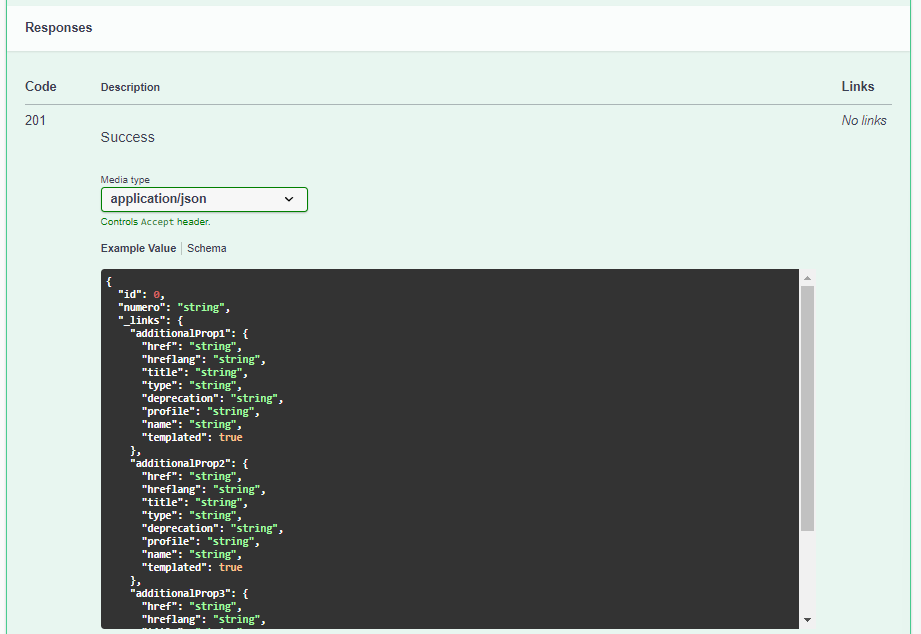 Responses
Code Description Links
201 No links
Success
Media type
application/json
Controls Accept header.
Example Value Schema
{
  "id": 0,
  "numero": "string",
  "_links": {
    "additionalProp1": {
      "href": "string",
      "hreflang": "string",
      "title": "string",
      "type": "string",
      "deprecation": "string",
      "profile": "string",
      "name": "string",
      "templated": true
    },
    "additionalProp2": {
      "href": "string",
      "hreflang": "string",
      "title": "string",
      "type": "string",
      "deprecation": "string",
      "profile": "string",
      "name": "string",
      "templated": true
    },
    "additionalProp3": {
      "href": "string",
      "hreflang": "string",